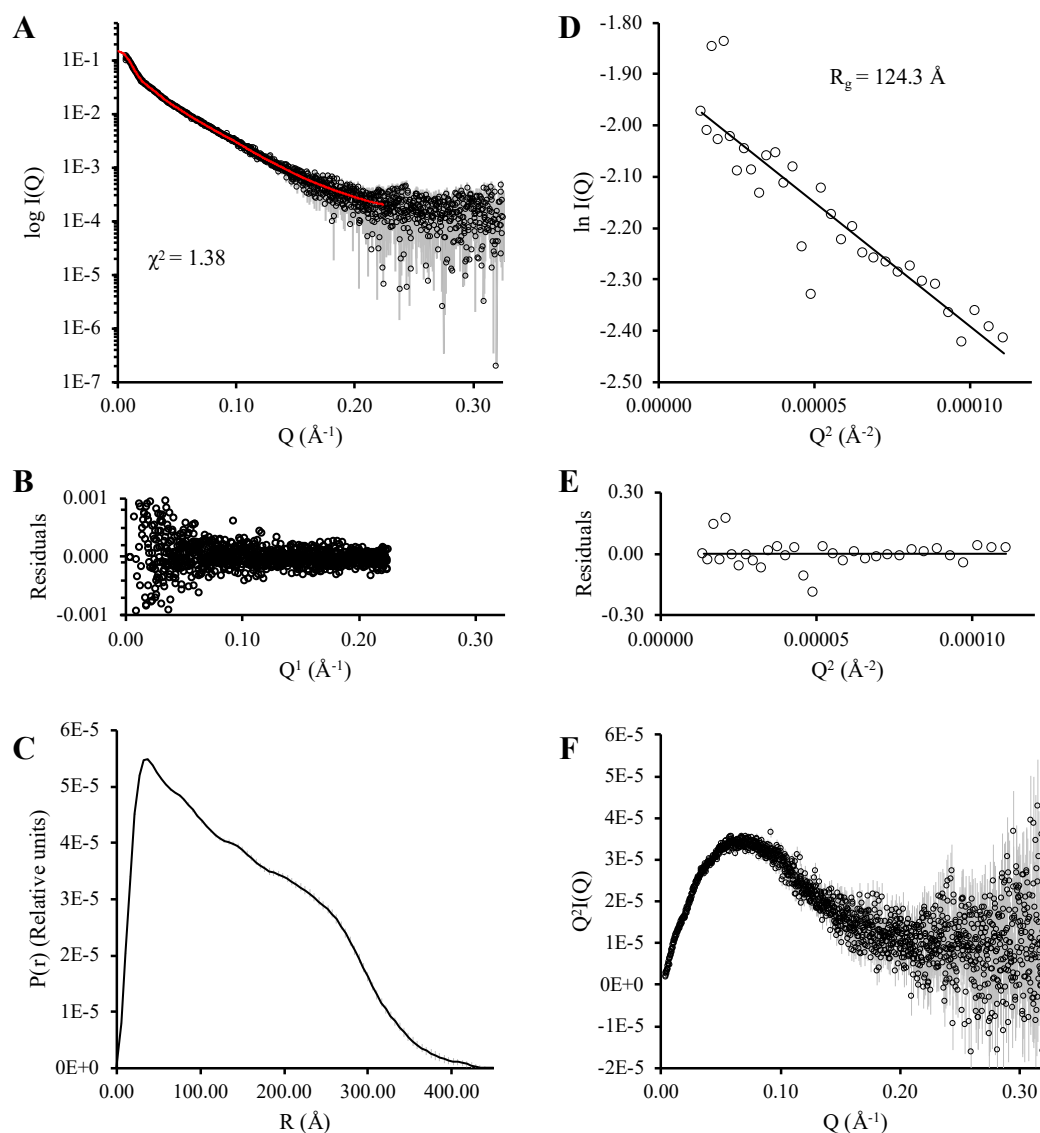 A
log I(Q)
1E-1
1E-2
1E-3
1E-4
1E-5
1E-6
1E-7
χ² = 1.38
0.00 0.10 0.20 0.30
Q (Å⁻¹)
B
Residuals
0.001
0.000
-0.001
0.00 0.10 0.20 0.30
Q¹ (Å⁻¹)
C
P(r) (Relative units)
6E-5
5E-5
4E-5
3E-5
2E-5
1E-5
0E+0
0.00 100.00 200.00 300.00 400.00
R (Å)
D
ln I(Q)
-1.80
-1.90
-2.00
-2.10
-2.20
-2.30
-2.40
-2.50
R_g = 124.3 Å
0.00000 0.00005 0.00010
Q² (Å⁻²)
E
Residuals
0.30
0.00
-0.30
0.00000 0.00005 0.00010
Q² (Å⁻²)
F
Q²I(Q)
6E-5
5E-5
4E-5
3E-5
2E-5
1E-5
0E+0
-1E-5
-2E-5
0.00 0.10 0.20 0.30
Q (Å⁻¹)